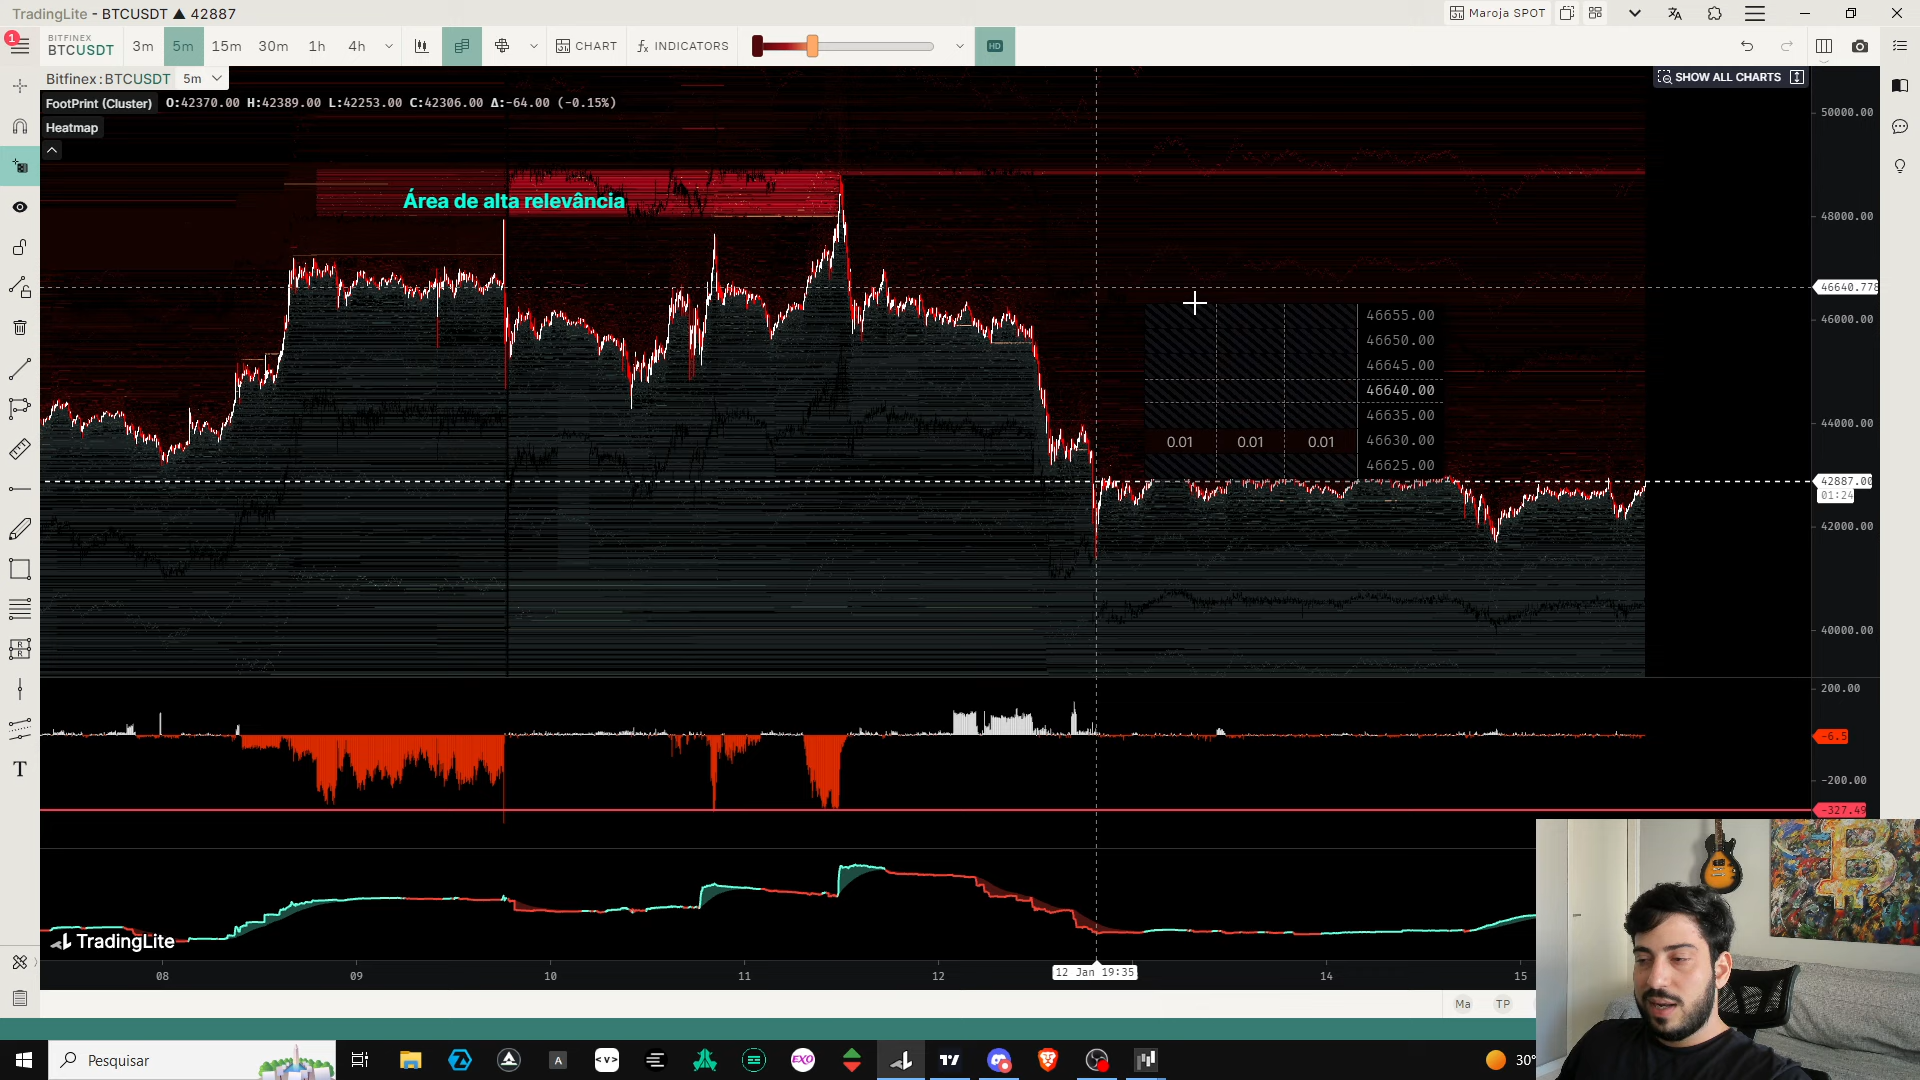 TradingLite - BTCUSDT ▲ 42887
Maroja SPOT
1
BITFINEX
BTCUSDT
3m 5m 15m 30m 1h 4h
CHART
fx INDICATORS
HD
Bitfinex:BTCUSDT 5m
SHOW ALL CHARTS
FootPrint (Cluster) O:42370.00 H:42389.00 L:42253.00 C:42306.00 Δ:-64.00 (-0.15%)
Heatmap
Área de alta relevância
50000.00
48000.00
46640.778
46000.00
44000.00
42887.00
01:24
42000.00
40000.00
46655.00
46650.00
46645.00
46640.00
46635.00
0.01 0.01 0.01 46630.00
46625.00
200.00
-6.5
-200.00
-327.49
T
TradingLite
08 09 10 11 12 12 Jan 19:35 14 15
Ma TP
Pesquisar
A
<v>
EXO
30°